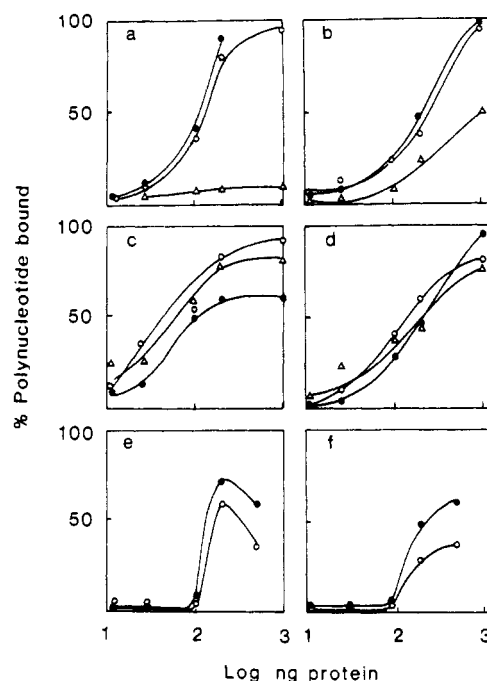 100
a
b
50
% Polynucleotide bound
100
c
d
50
100
e
f
50
1 2 3 1 2 3
Log ng protein